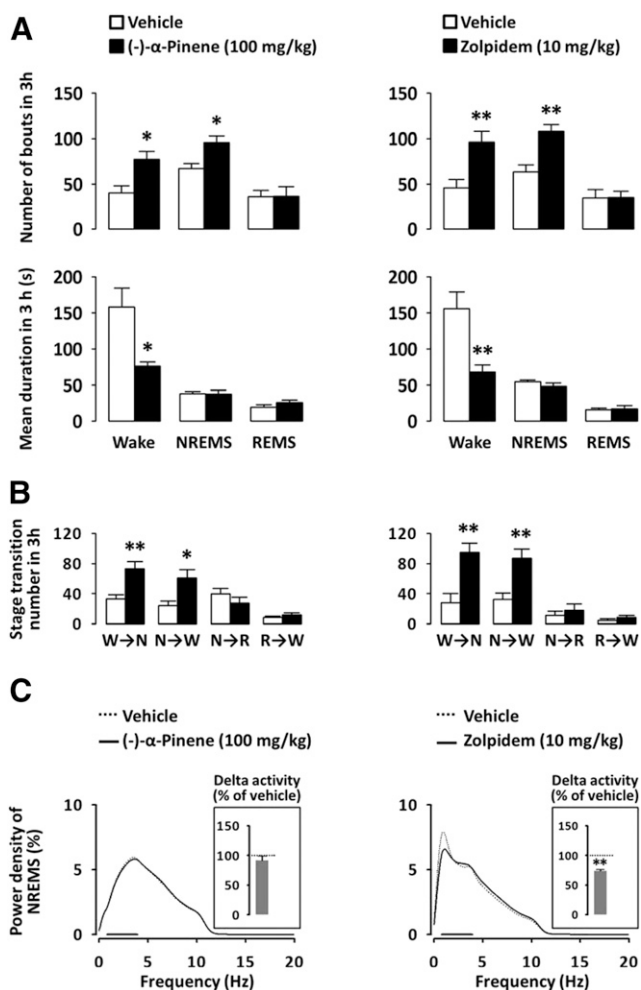 A
Vehicle
(-)-α-Pinene (100 mg/kg)
Vehicle
Zolpidem (10 mg/kg)
Number of bouts in 3h
150
100
50
0
*
*
150
100
50
0
**
**
Mean duration in 3 h (s)
200
150
100
50
0
*
Wake NREMS REMS
200
150
100
50
0
**
Wake NREMS REMS
B
Stage transition
number in 3h
120
80
40
0
**
*
W→N N→W N→R R→W
120
80
40
0
**
**
W→N N→W N→R R→W
C
Vehicle
(-)-α-Pinene (100 mg/kg)
Vehicle
Zolpidem (10 mg/kg)
Power density of
NREMS (%)
10
5
0
Delta activity
(% of vehicle)
150
100
50
0
0 5 10 15 20
Frequency (Hz)
10
5
0
Delta activity
(% of vehicle)
150
100
50
0
**
0 5 10 15 20
Frequency (Hz)